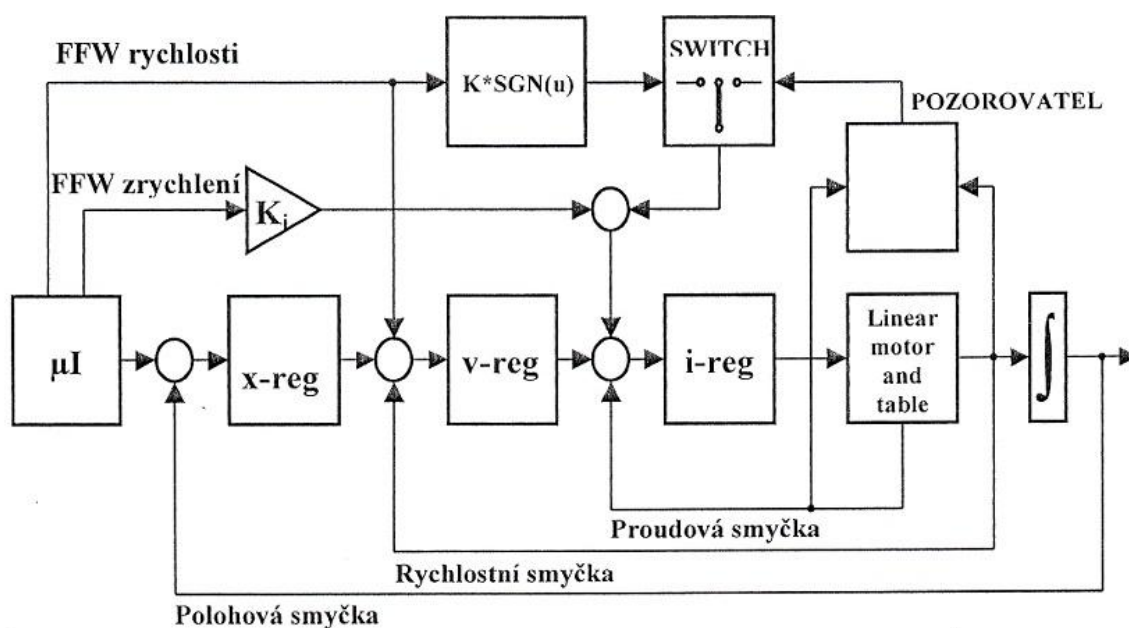 FFW rychlosti
K*SGN(u)
SWITCH
POZOROVATEL
FFW zrychlení
Ki
μI
x-reg
v-reg
i-reg
Linear
motor
and
table
∫
Proudová smyčka
Rychlostní smyčka
Polohová smyčka